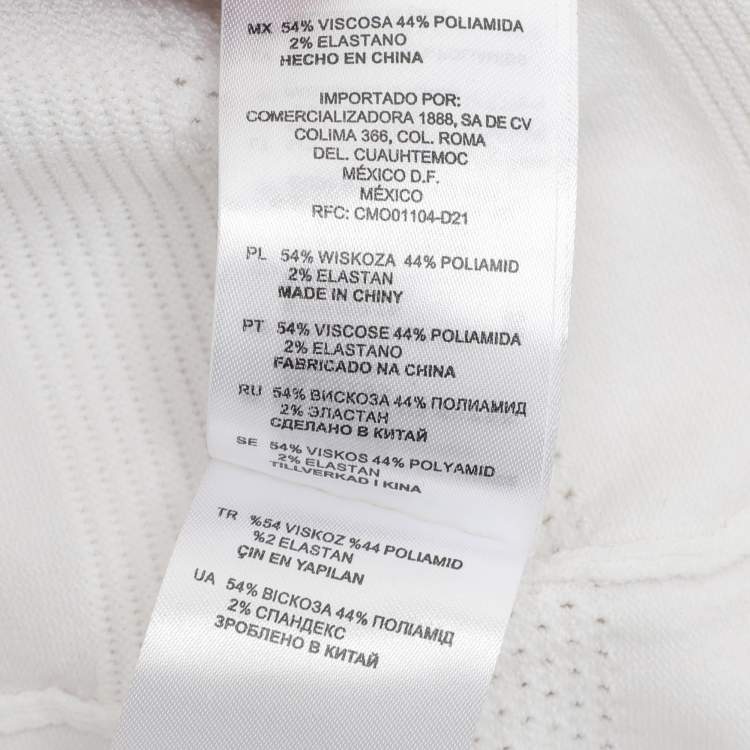 MX 54% VISCOSA 44% POLIAMIDA
2% ELASTANO
HECHO EN CHINA
IMPORTADO POR:
COMERCIALIZADORA 1888, SA DE CV
COLIMA 366, COL. ROMA
DEL. CUAUHTEMOC
MÉXICO D.F.
MÉXICO
RFC: CMO01104-D21
PL 54% WISKOZA 44% POLIAMID
2% ELASTAN
MADE IN CHINY
PT 54% VISCOSE 44% POLIAMIDA
2% ELASTANO
FABRICADO NA CHINA
RU 54% ВИСКОЗА 44% ПОЛИАМИД
2% ЭЛАСТАН
СДЕЛАНО В КИТАЙ
SE 54% VISKOS 44% POLYAMID
2% ELASTAN
TILLVERKAD I KINA
TR %54 VISKOZ %44 POLIAMID
%2 ELASTAN
ÇIN EN YAPILAN
UA 54% ВІСКОЗА 44% ПОЛІАМІД
2% СПАНДЕКС
ЗРОБЛЕНО В КИТАЙ